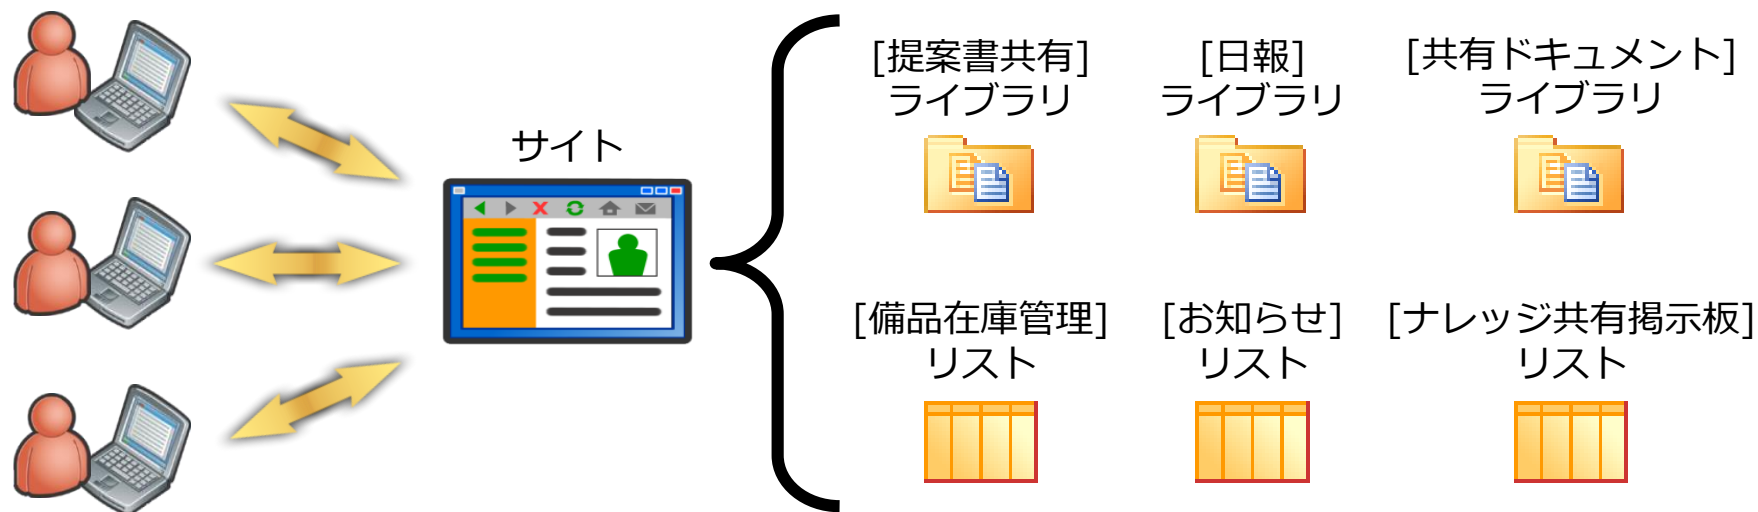 サイト
[提案書共有]
ライブラリ
[日報]
ライブラリ
[共有ドキュメント]
ライブラリ
[備品在庫管理]
リスト
[お知らせ]
リスト
[ナレッジ共有掲示板]
リスト